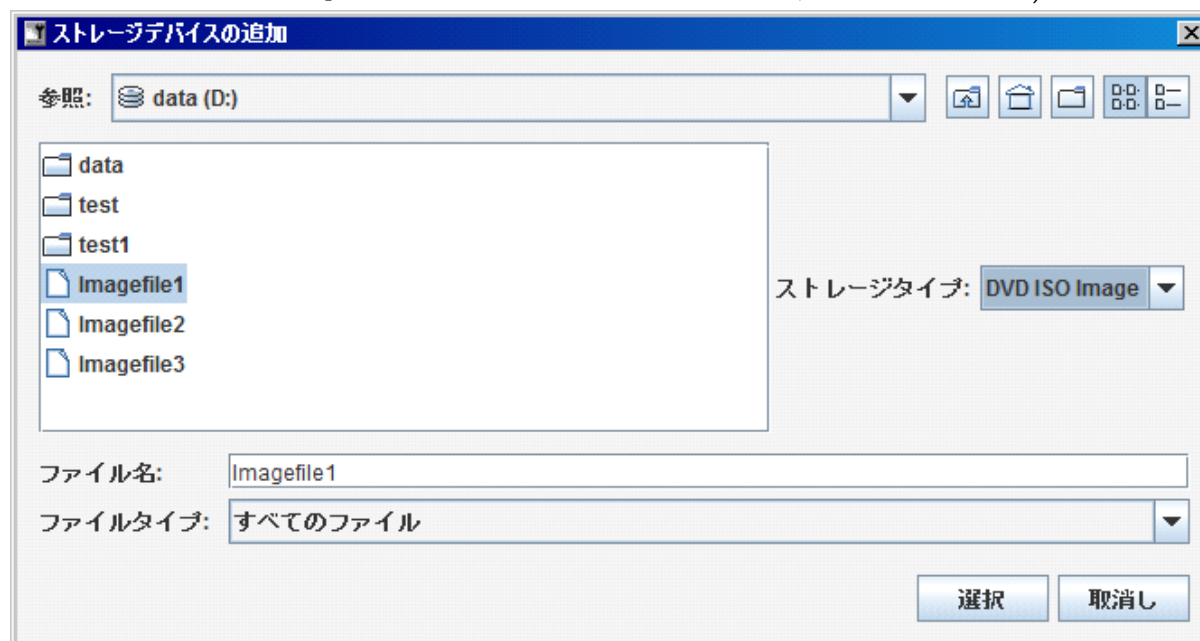 ストレージデバイスの追加
参照: data (D:)
data
test
test1
Imagefile1
Imagefile2
Imagefile3
ストレージタイプ: DVD ISO Image
ファイル名: Imagefile1
ファイルタイプ: すべてのファイル
選択 取消し